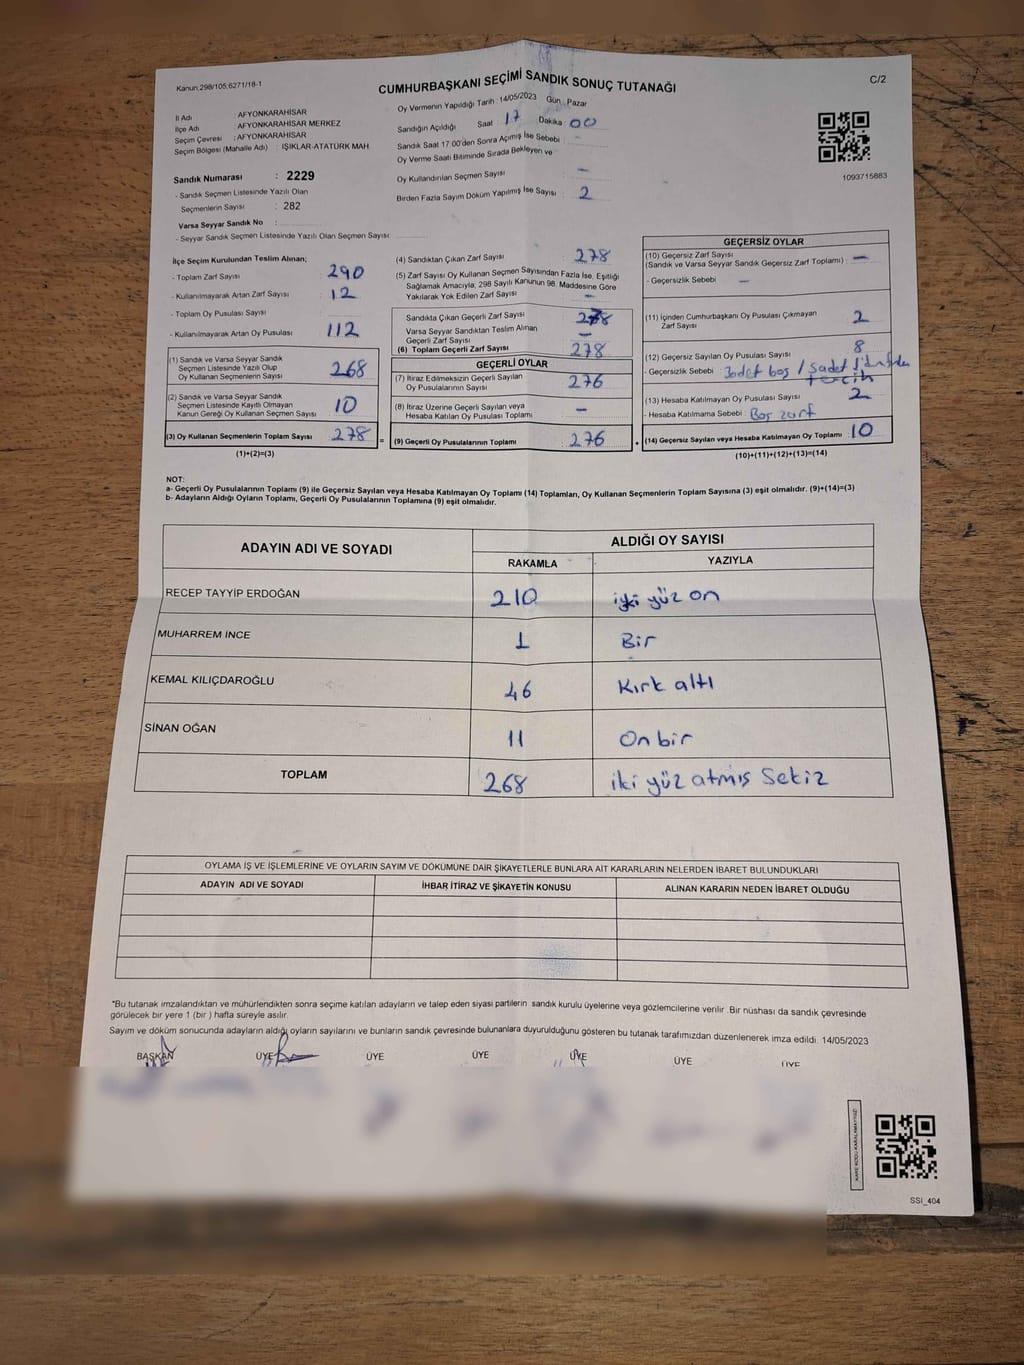 Kanun;298/105;6271/18-1
CUMHURBAŞKANI SEÇİMİ SANDIK SONUÇ TUTANAĞI
C/2
İl Adı : AFYONKARAHİSAR
İlçe Adı : AFYONKARAHİSAR MERKEZ
Seçim Çevresi : AFYONKARAHİSAR
Seçim Bölgesi (Mahalle Adı) : IŞIKLAR-ATATÜRK MAH
Sandık Numarası : 2229
- Sandık Seçmen Listesinde Yazılı Olan
Seçmenlerin Sayısı : 282
Varsa Seyyar Sandık No :
- Seyyar Sandık Seçmen Listesinde Yazılı Olan Seçmen Sayısı:
Oy Vermenin Yapıldığı Tarih : 14/05/2023 Gün : Pazar
Sandığın Açıldığı Saat : 17 Dakika : 00
Sandık Saat 17.00'den Sonra Açımış İse Sebebi : -
Oy Verme Saati Bitiminde Sırada Bekleyen ve
Oy Kullandırılan Seçmen Sayısı : -
Birden Fazla Sayım Döküm Yapılmış İse Sayısı : 2
1093715883
İlçe Seçim Kurulundan Teslim Alınan;
- Toplam Zarf Sayısı : 290
- Kullanılmayarak Artan Zarf Sayısı : 12
- Toplam Oy Pusulası Sayısı :
- Kullanılmayarak Artan Oy Pusulası : 112
(1) Sandık ve Varsa Seyyar Sandık
Seçmen Listesinde Yazılı Olup
Oy Kullanan Seçmenlerin Sayısı : 268
(2) Sandık ve Varsa Seyyar Sandık
Seçmen Listesinde Kayıtlı Olmayan
Kanun Gereği Oy Kullanan Seçmen Sayısı : 10
(3) Oy Kullanan Seçmenlerin Toplam Sayısı : 278 =
(1)+(2)=(3)
(4) Sandıktan Çıkan Zarf Sayısı : 278
(5) Zarf Sayısı Oy Kullanan Seçmen Sayısından Fazla İse, Eşitliği
Sağlamak Amacıyla, 298 Sayılı Kanunun 98. Maddesine Göre
Yakılarak Yok Edilen Zarf Sayısı : -
Sandıkta Çıkan Geçerli Zarf Sayısı : 278
Varsa Seyyar Sandıktan Teslim Alınan
Geçerli Zarf Sayısı : -
(6) Toplam Geçerli Zarf Sayısı : 278
GEÇERLİ OYLAR
(7) İtiraz Edilmeksizin Geçerli Sayılan
Oy Pusulalarının Sayısı : 276
(8) İtiraz Üzerine Geçerli Sayılan veya
Hesaba Katılan Oy Pusulası Toplamı : -
(9) Geçerli Oy Pusulalarının Toplamı : 276
GEÇERSİZ OYLAR
(10) Geçersiz Zarf Sayısı
(Sandık ve Varsa Seyyar Sandık Geçersiz Zarf Toplamı) : -
- Geçersizlik Sebebi : -
(11) İçinden Cumhurbaşkanı Oy Pusulası Çıkmayan
Zarf Sayısı : 2
(12) Geçersiz Sayılan Oy Pusulası Sayısı : 8
- Geçersizlik Sebebi : 3adet boş / 5adet
tercih
(13) Hesaba Katılmayan Oy Pusulası Sayısı : 2
- Hesaba Katılmama Sebebi : Boş zarf
(14) Geçersiz Sayılan veya Hesaba Katılmayan Oy Toplamı : 10
(10)+(11)+(12)+(13)=(14)
NOT:
a- Geçerli Oy Pusulalarının Toplamı (9) ile Geçersiz Sayılan veya Hesaba Katılmayan Oy Toplamı (14) Toplamları, Oy Kullanan Seçmenlerin Toplam Sayısına (3) eşit olmalıdır. (9)+(14)=(3)
b- Adayların Aldığı Oyların Toplamı, Geçerli Oy Pusulalarının Toplamına (9) eşit olmalıdır.
ADAYIN ADI VE SOYADI
ALDIĞI OY SAYISI
RAKAMLA YAZIYLA
RECEP TAYYİP ERDOĞAN 210 iki yüz on
MUHARREM İNCE 1 Bir
KEMAL KILIÇDAROĞLU 46 Kırk altı
SİNAN OĞAN 11 On bir
TOPLAM 268 iki yüz atmış Sekiz
OYLAMA İŞ VE İŞLEMLERİNE VE OYLARIN SAYIM VE DÖKÜMÜNE DAİR ŞİKAYETLERLE BUNLARA AİT KARARLARIN NELERDEN İBARET BULUNDUKLARI
ADAYIN ADI VE SOYADI İHBAR İTİRAZ VE ŞİKAYETİN KONUSU ALINAN KARARIN NEDEN İBARET OLDUĞU
*Bu tutanak imzalandıktan ve mühürlendikten sonra seçime katılan adayların ve talep eden siyasi partilerin sandık kurulu üyelerine veya gözlemcilerine verilir. Bir nüshası da sandık çevresinde
görülecek bir yere 1 (bir ) hafta süreyle asılır.
Sayım ve döküm sonucunda adayların aldığı oyların sayılarını ve bunların sandık çevresinde bulunanlara duyurulduğunu gösteren bu tutanak tarafımızdan düzenlenerek imza edildi. 14/05/2023
BAŞKAN ÜYE ÜYE ÜYE ÜYE ÜYE ÜYE
KARE KODU KARALAMAYINIZ!
SSI_404